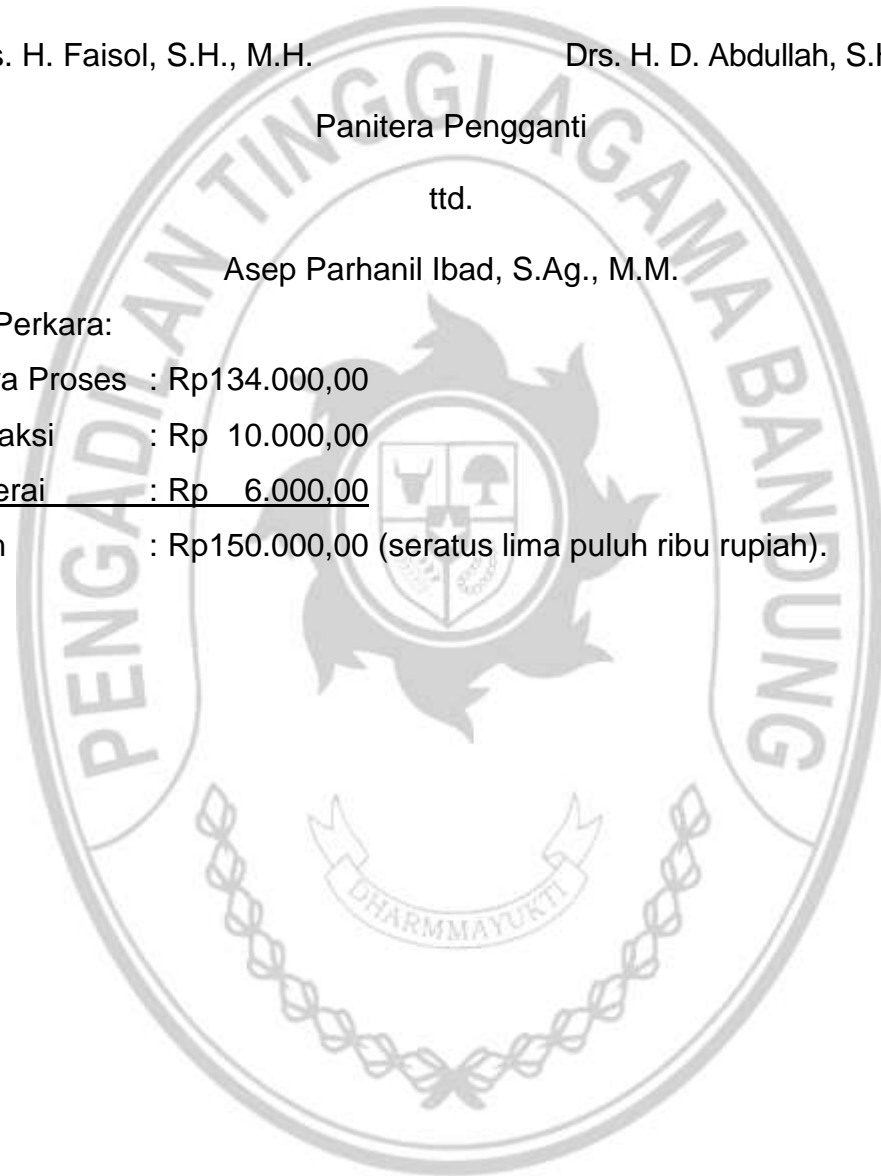 s. H. Faisol, S.H., M.H. Drs. H. D. Abdullah, S.H
Panitera Pengganti
ttd.
Asep Parhanil Ibad, S.Ag., M.M.
Perkara:
a Proses : Rp134.000,00
aksi : Rp 10.000,00
erai : Rp 6.000,00
: Rp150.000,00 (seratus lima puluh ribu rupiah).
PENGADILAN TINGGI AGAMA BANDUNG
DHARMMAYUKTI